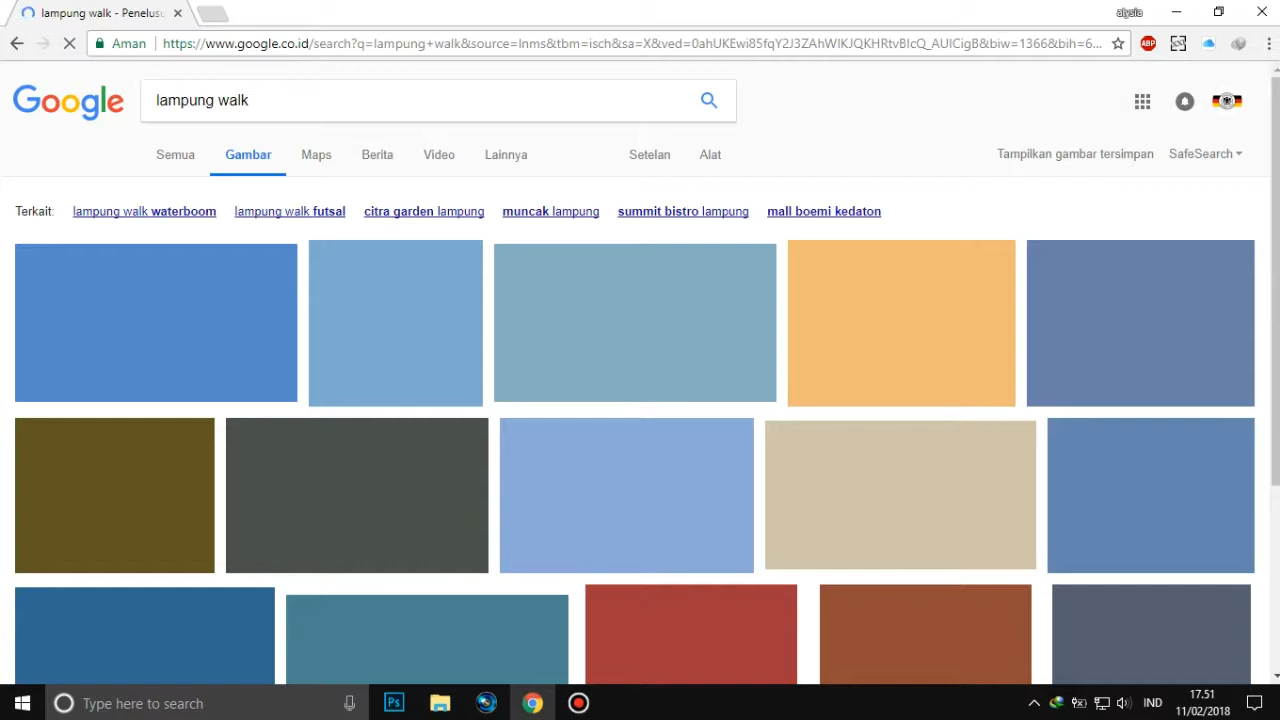 lampung walk - Penelusu
alysia
Aman
https://www.google.co.id/search?q=lampung+walk&source=lnms&tbm=isch&sa=X&ved=0ahUKEwi85fqY2J3ZAhWIKJQKHRtvBIcQ_AUICigB&biw=1366&bih=6...
ABP
Google
lampung walk
Semua
Gambar
Maps
Berita
Video
Lainnya
Setelan
Alat
Tampilkan gambar tersimpan
SafeSearch
Terkait:
lampung walk waterboom
lampung walk futsal
citra garden lampung
muncak lampung
summit bistro lampung
mall boemi kedaton
Type here to search
Ps
IND
17.51
11/02/2018